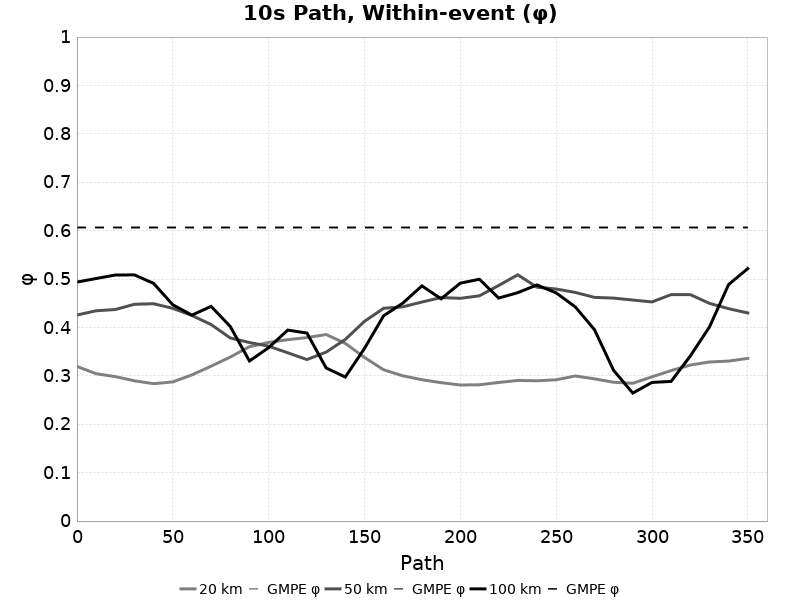 10s Path, Within-event (φ)
1
0.9
0.8
0.7
0.6
0.5
0.4
0.3
0.2
0.1
0
φ
0 50 100 150 200 250 300 350
Path
20 km GMPE φ 50 km GMPE φ 100 km GMPE φ